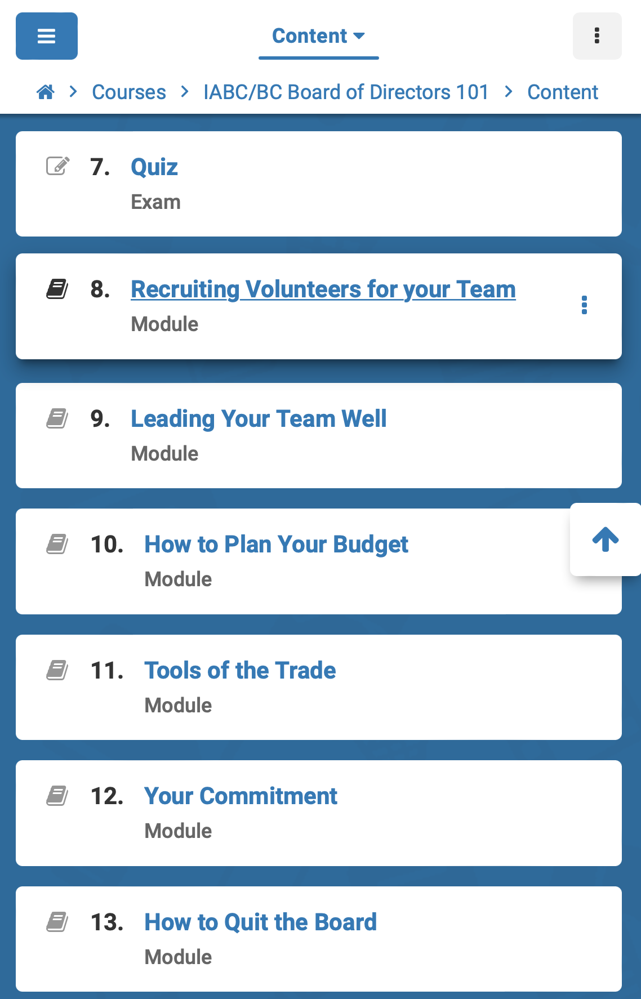 Content
Courses > IABC/BC Board of Directors 101 > Content
7. Quiz
Exam
8. Recruiting Volunteers for your Team
Module
9. Leading Your Team Well
Module
10. How to Plan Your Budget
Module
11. Tools of the Trade
Module
12. Your Commitment
Module
13. How to Quit the Board
Module